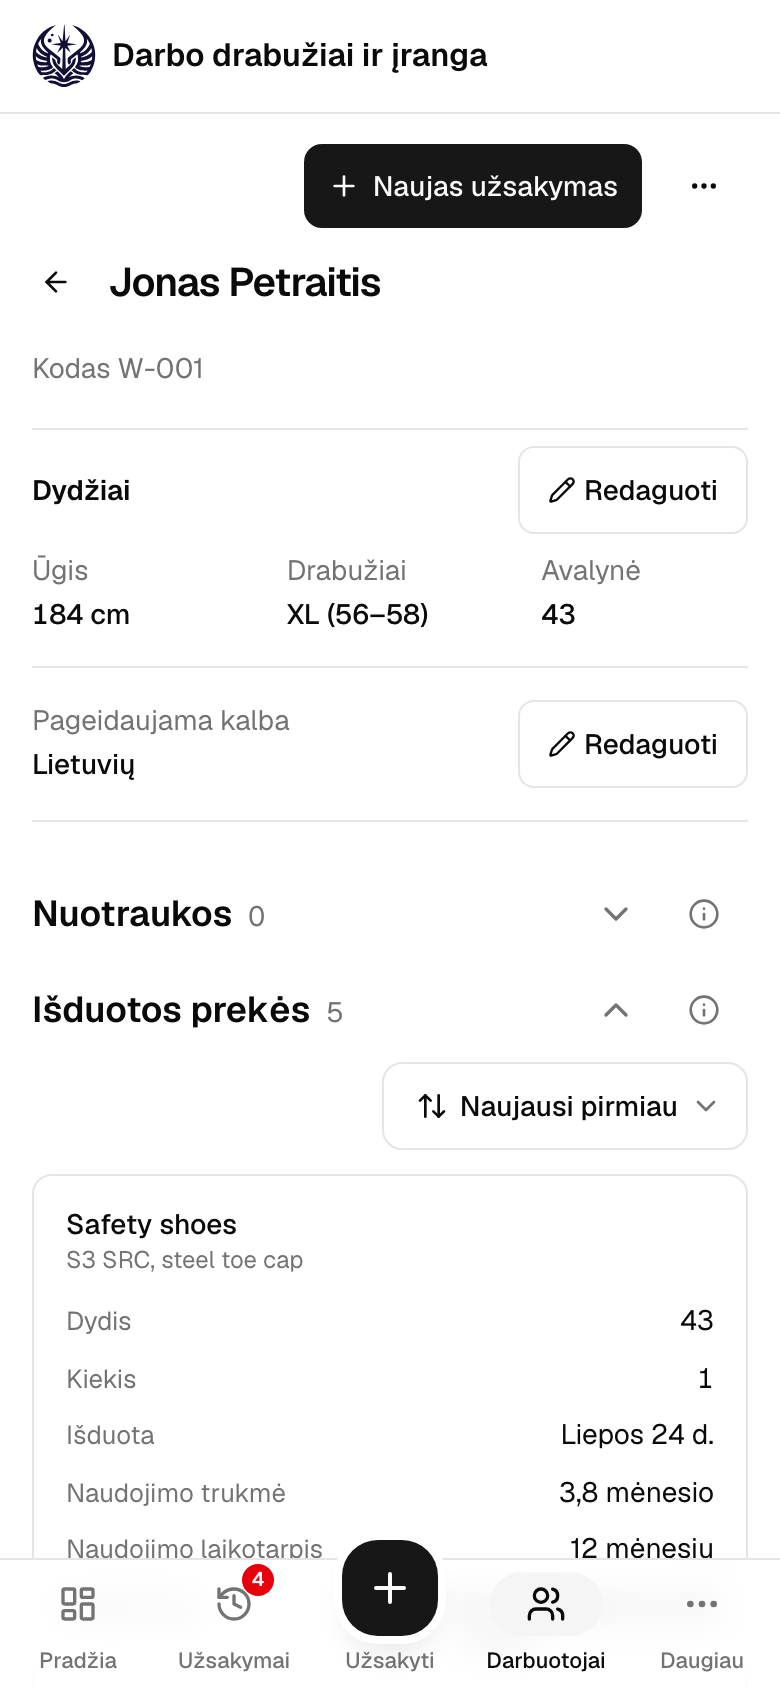 Darbo drabužiai ir įranga
Naujas užsakymas
Jonas Petraitis
Kodas W-001
Dydžiai
Redaguoti
Ūgis Drabužiai Avalynė
184 cm XL (56–58) 43
Pageidaujama kalba
Redaguoti
Lietuvių
Nuotraukos 0
Išduotos prekės 5
Naujausi pirmiau
Safety shoes
S3 SRC, steel toe cap
Dydis 43
Kiekis 1
Išduota Liepos 24 d.
Naudojimo trukmė 3,8 mėnesio
Naudojimo laikotarpis 12 mėnesių
4
Pradžia Užsakymai Užsakyti Darbuotojai Daugiau